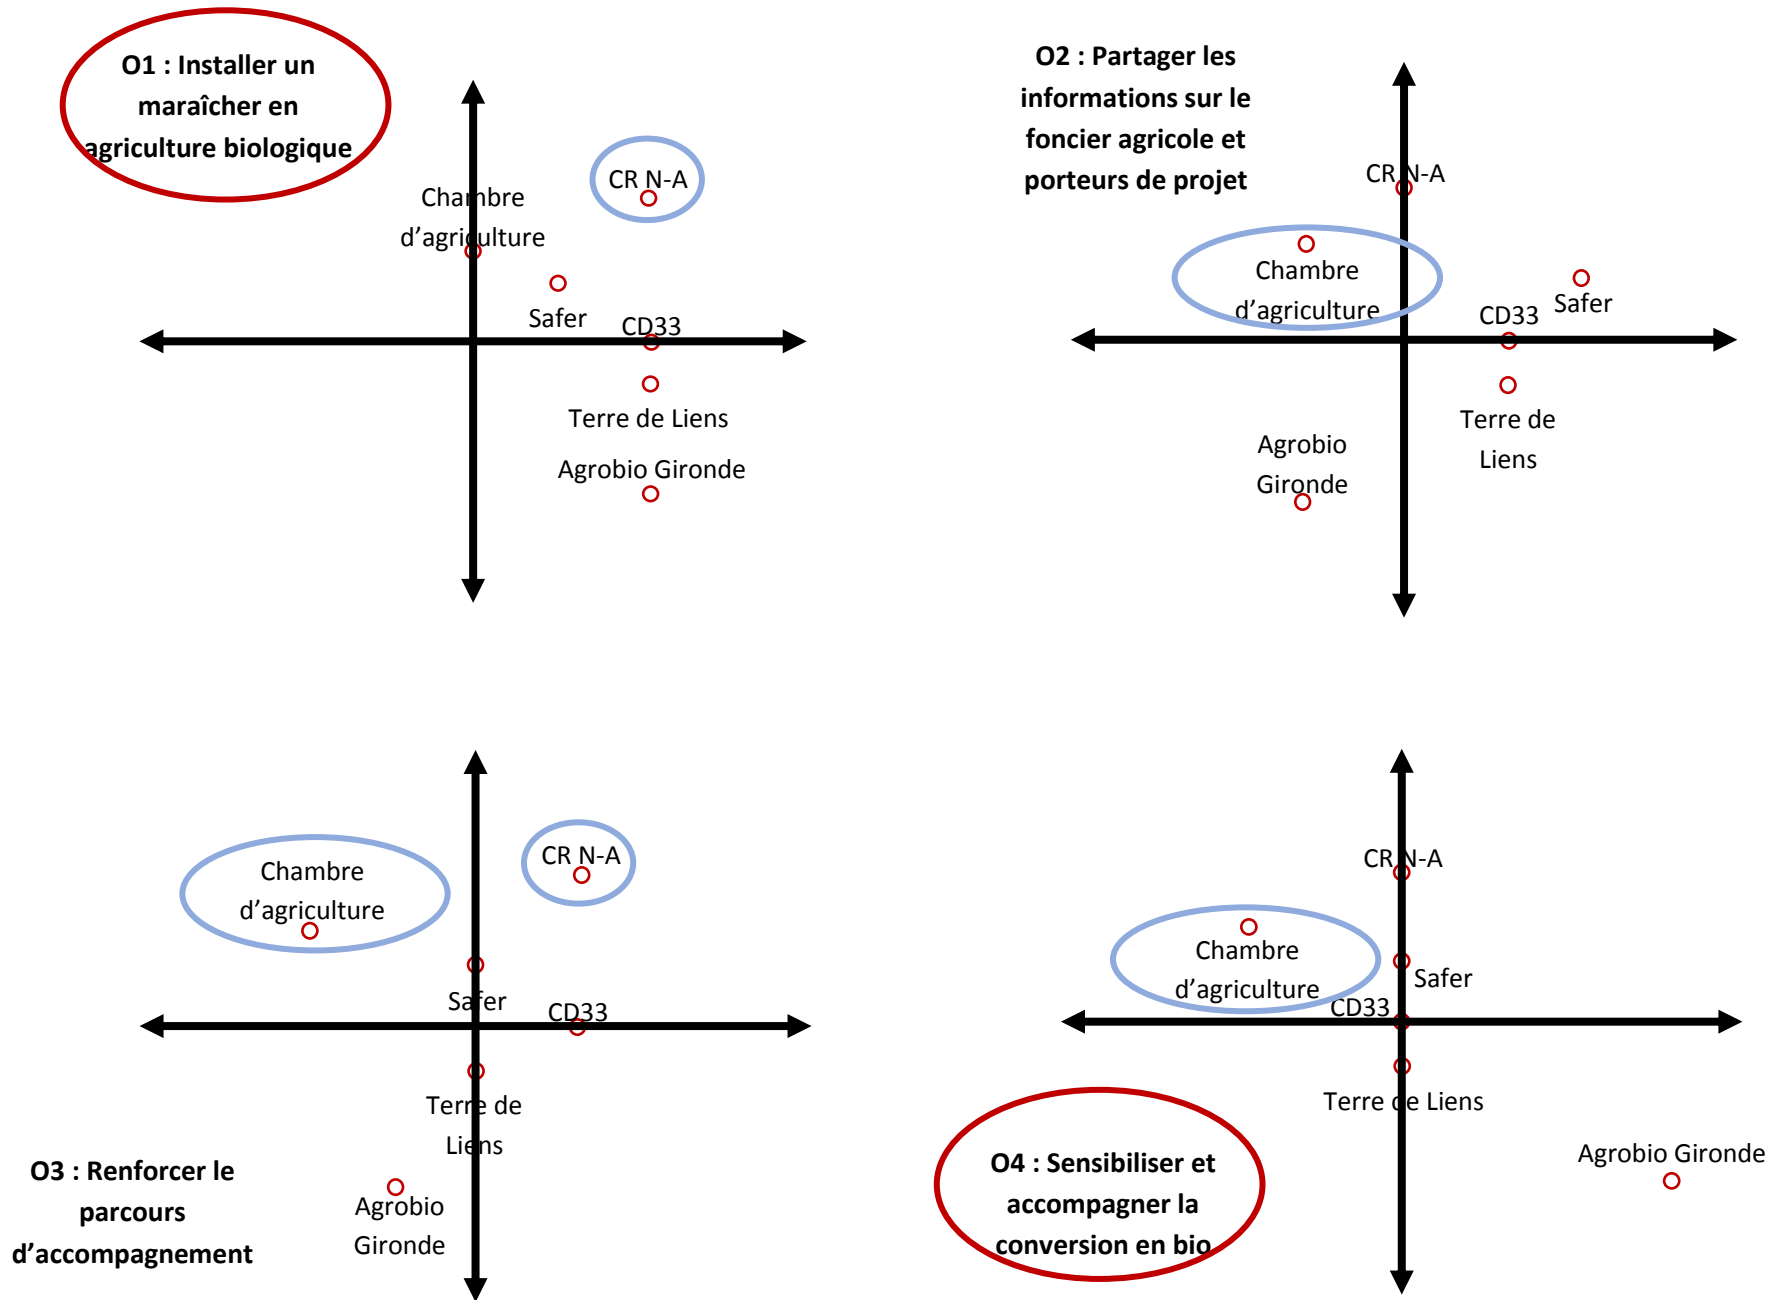 O1 : Installer un
maraîcher en
agriculture biologique
CR N-A
Chambre
d'agriculture
Safer
CD33
Terre de Liens
Agrobio Gironde
O2 : Partager les
informations sur le
foncier agricole et
porteurs de projet
CR N-A
Chambre
d'agriculture
Safer
CD33
Terre de
Liens
Agrobio
Gironde
Chambre
d'agriculture
CR N-A
Safer
CD33
Terre de
Liens
O3 : Renforcer le
parcours
d'accompagnement
Agrobio
Gironde
CR N-A
Chambre
d'agriculture
Safer
CD33
Terre de Liens
O4 : Sensibiliser et
accompagner la
conversion en bio
Agrobio Gironde